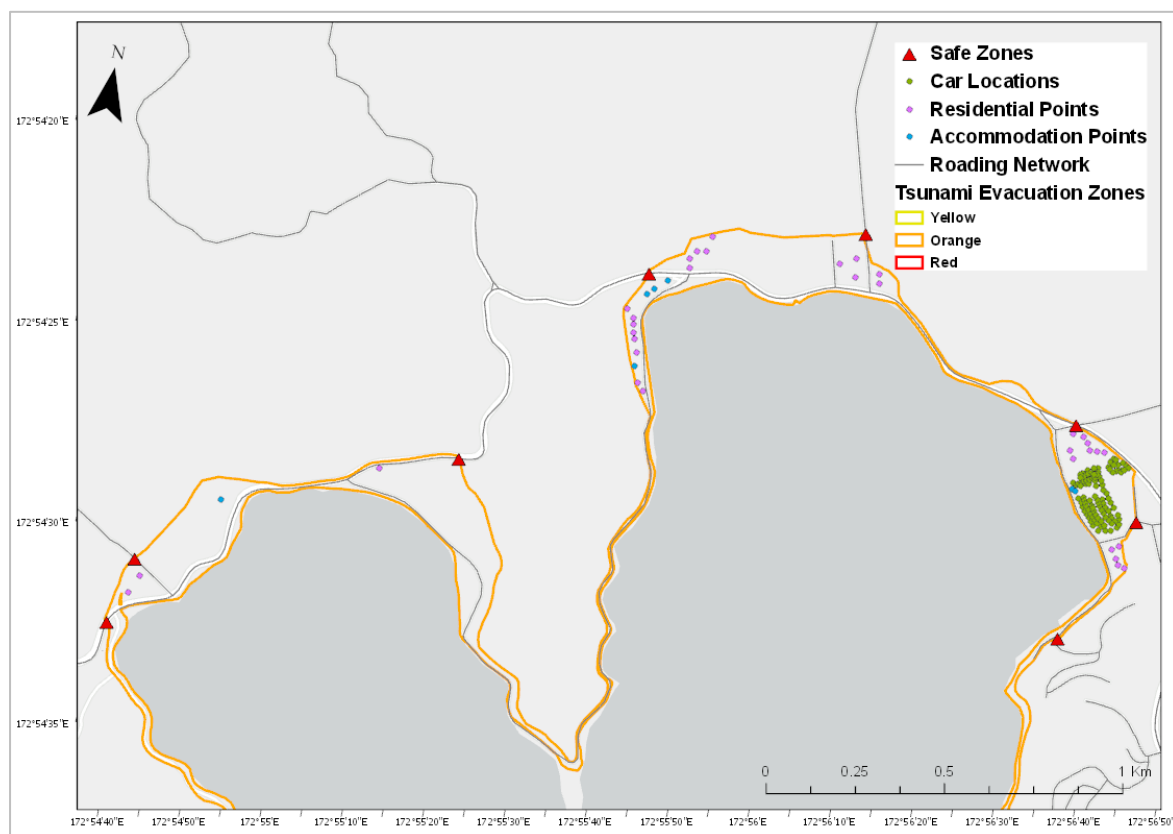 N
Safe Zones
Car Locations
Residential Points
Accommodation Points
Roading Network
Tsunami Evacuation Zones
Yellow
Orange
Red
172°54'20"E
172°54'25"E
172°54'30"E
172°54'35"E
0 0.25 0.5 1 Km
172°54'40"E 172°54'50"E 172°55'E 172°55'10"E 172°55'20"E 172°55'30"E 172°55'40"E 172°55'50"E 172°56'E 172°56'10"E 172°56'20"E 172°56'30"E 172°56'40"E 172°56'50"E